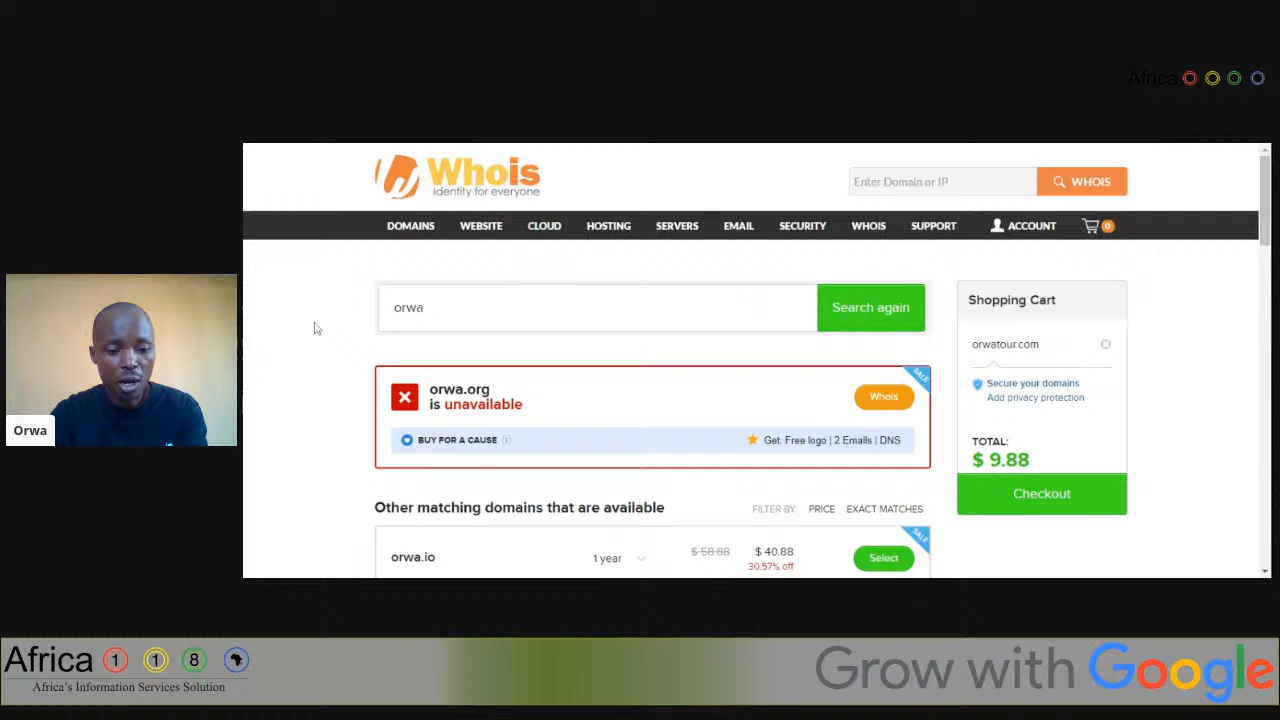 Africa
Whois
Identity for everyone
Enter Domain or IP
WHOIS
DOMAINS WEBSITE CLOUD HOSTING SERVERS EMAIL SECURITY WHOIS SUPPORT ACCOUNT 0
orwa
Search again
Shopping Cart
orwatour.com
Secure your domains
Add privacy protection
TOTAL:
$ 9.88
Checkout
SALE
orwa.org
is unavailable
Whois
BUY FOR A CAUSE
Get: Free logo | 2 Emails | DNS
Other matching domains that are available
FILTER BY: PRICE EXACT MATCHES
SALE
orwa.io
1 year
$ 58.88
$ 40.88
30.57% off
Select
Orwa
Africa 1 1 8
Africa's Information Services Solution
Grow with Google